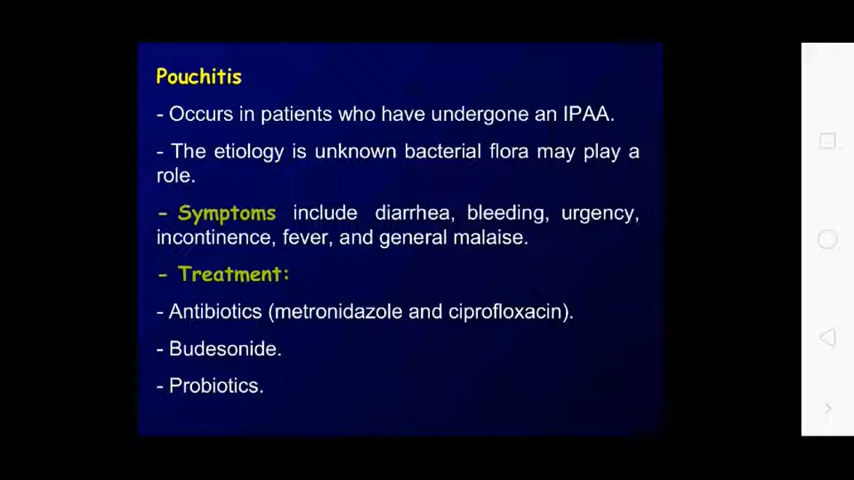 Pouchitis
- Occurs in patients who have undergone an IPAA.
- The etiology is unknown bacterial flora may play a
role.
- Symptoms include diarrhea, bleeding, urgency,
incontinence, fever, and general malaise.
- Treatment:
- Antibiotics (metronidazole and ciprofloxacin).
- Budesonide.
- Probiotics.